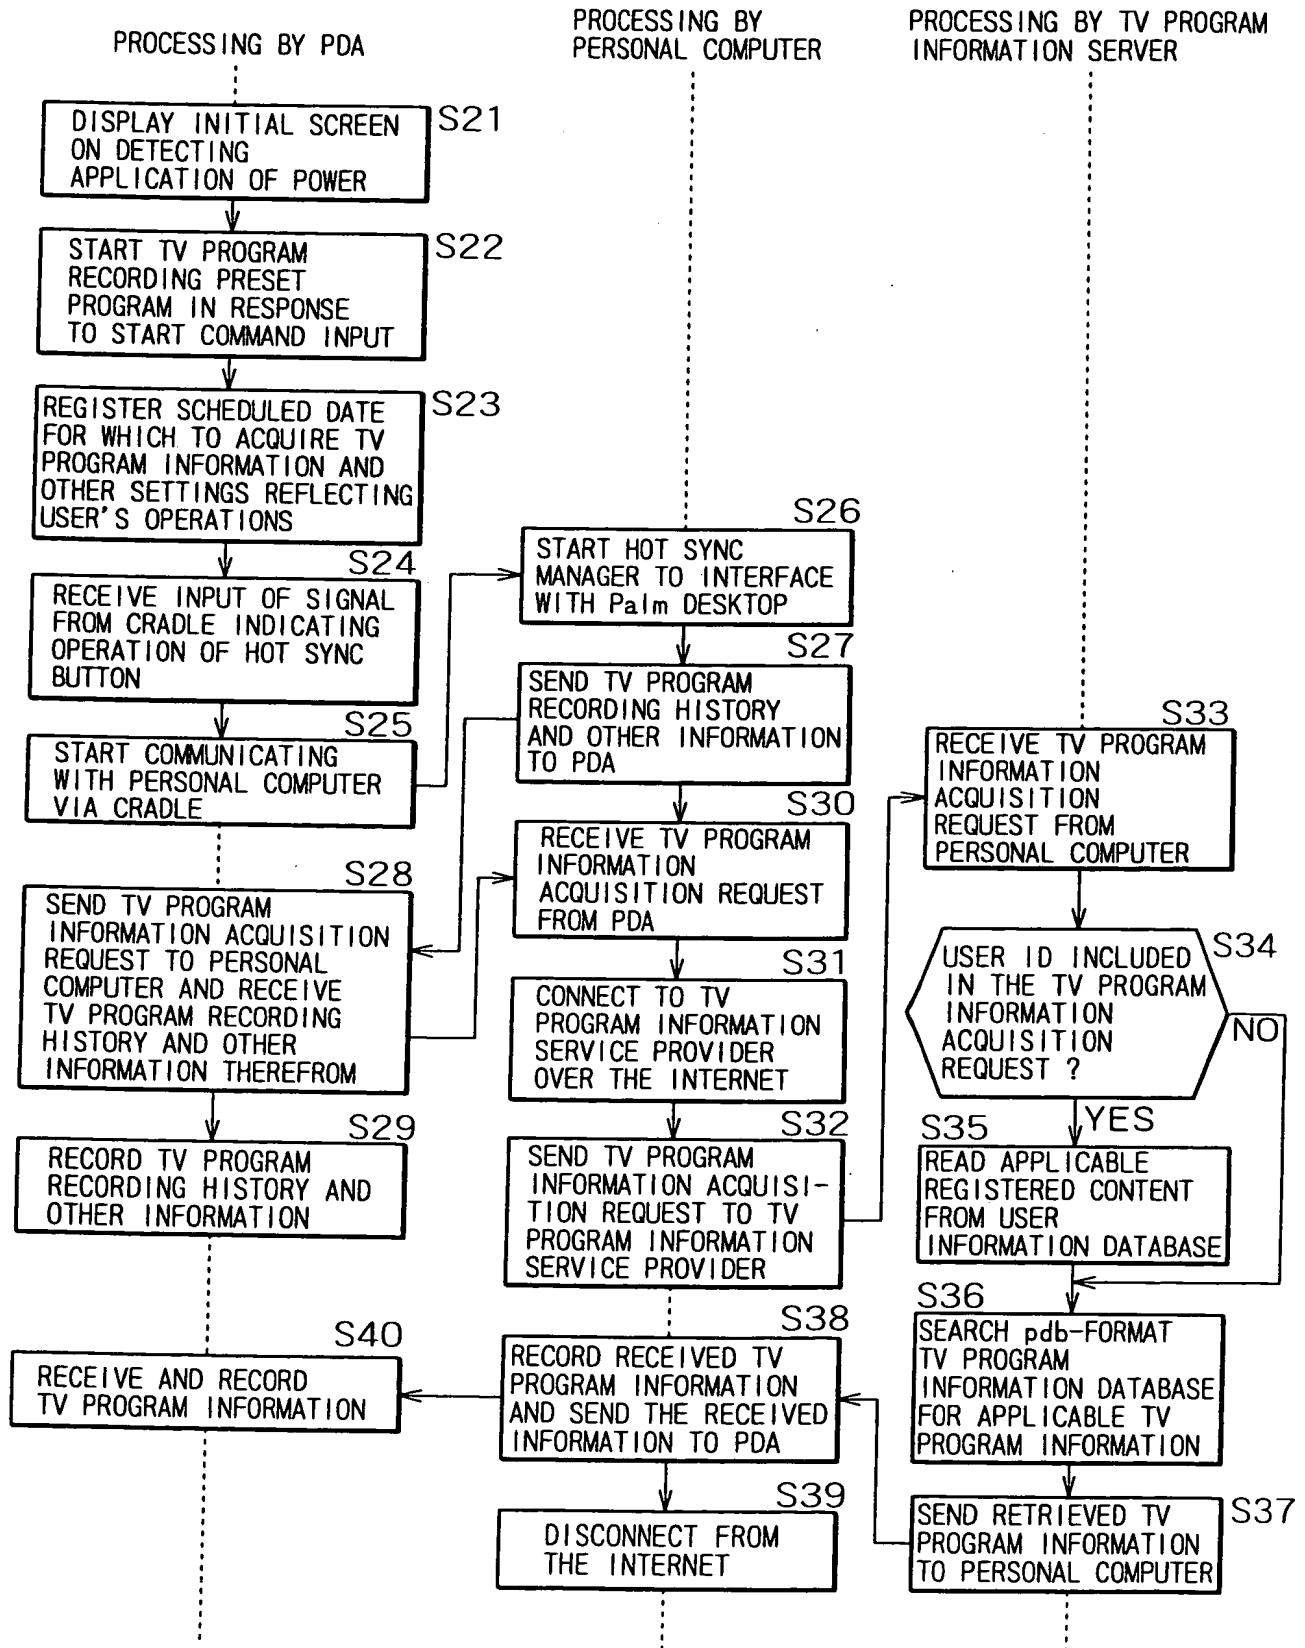 PROCESSING BY PDA
DISPLAY INITIAL SCREEN
ON DETECTING
APPLICATION OF POWER
S21
START TV PROGRAM
RECORDING PRESET
PROGRAM IN RESPONSE
TO START COMMAND INPUT
S22
REGISTER SCHEDULED DATE
FOR WHICH TO ACQUIRE TV
PROGRAM INFORMATION AND
OTHER SETTINGS REFLECTING
USER'S OPERATIONS
S23
S24
RECEIVE INPUT OF SIGNAL
FROM CRADLE INDICATING
OPERATION OF HOT SYNC
BUTTON
S25
START COMMUNICATING
WITH PERSONAL COMPUTER
VIA CRADLE
S28
SEND TV PROGRAM
INFORMATION ACQUISITION
REQUEST TO PERSONAL
COMPUTER AND RECEIVE
TV PROGRAM RECORDING
HISTORY AND OTHER
INFORMATION THEREFROM
S29
RECORD TV PROGRAM
RECORDING HISTORY AND
OTHER INFORMATION
S40
RECEIVE AND RECORD
TV PROGRAM INFORMATION
PROCESSING BY
PERSONAL COMPUTER
S26
START HOT SYNC
MANAGER TO INTERFACE
WITH Palm DESKTOP
S27
SEND TV PROGRAM
RECORDING HISTORY
AND OTHER INFORMATION
TO PDA
S30
RECEIVE TV PROGRAM
INFORMATION
ACQUISITION REQUEST
FROM PDA
S31
CONNECT TO TV
PROGRAM INFORMATION
SERVICE PROVIDER
OVER THE INTERNET
S32
SEND TV PROGRAM
INFORMATION ACQUISI-
TION REQUEST TO TV
PROGRAM INFORMATION
SERVICE PROVIDER
S38
RECORD RECEIVED TV
PROGRAM INFORMATION
AND SEND THE RECEIVED
INFORMATION TO PDA
S39
DISCONNECT FROM
THE INTERNET
PROCESSING BY TV PROGRAM
INFORMATION SERVER
S33
RECEIVE TV PROGRAM
INFORMATION
ACQUISITION
REQUEST FROM
PERSONAL COMPUTER
S34
USER ID INCLUDED
IN THE TV PROGRAM
INFORMATION
ACQUISITION
REQUEST ?
NO
YES
S35
READ APPLICABLE
REGISTERED CONTENT
FROM USER
INFORMATION DATABASE
S36
SEARCH pdb-FORMAT
TV PROGRAM
INFORMATION DATABASE
FOR APPLICABLE TV
PROGRAM INFORMATION
SEND RETRIEVED TV
PROGRAM INFORMATION
TO PERSONAL COMPUTER
S37